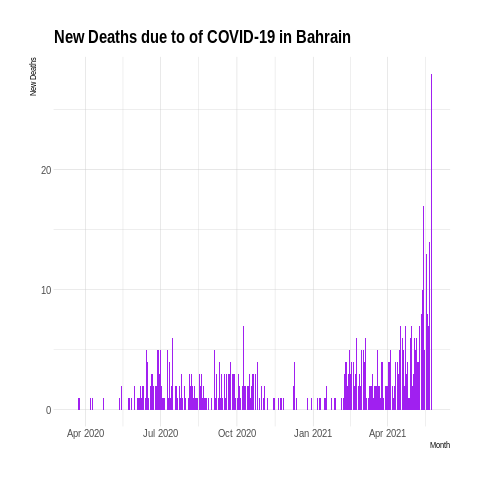 New Deaths due to of COVID-19 in Bahrain
New Deaths
20
10
0
Apr 2020 Jul 2020 Oct 2020 Jan 2021 Apr 2021
Month